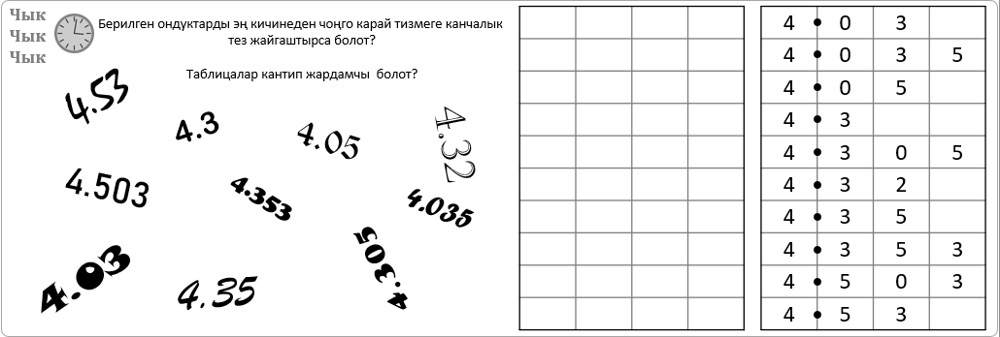 Чык
Чык
Чык
Берилген ондуктарды эң кичинеден чоңго карай тизмеге канчалык
тез жайгаштырса болот?
Таблицалар кантип жардамчы болот?
4.53
4.3
4.05
4.32
4.503
4.353
4.035
4.03
4.35
4.305
4 • 0 3
4 • 0 3 5
4 • 0 5
4 • 3
4 • 3 0 5
4 • 3 2
4 • 3 5
4 • 3 5 3
4 • 5 0 3
4 • 5 3